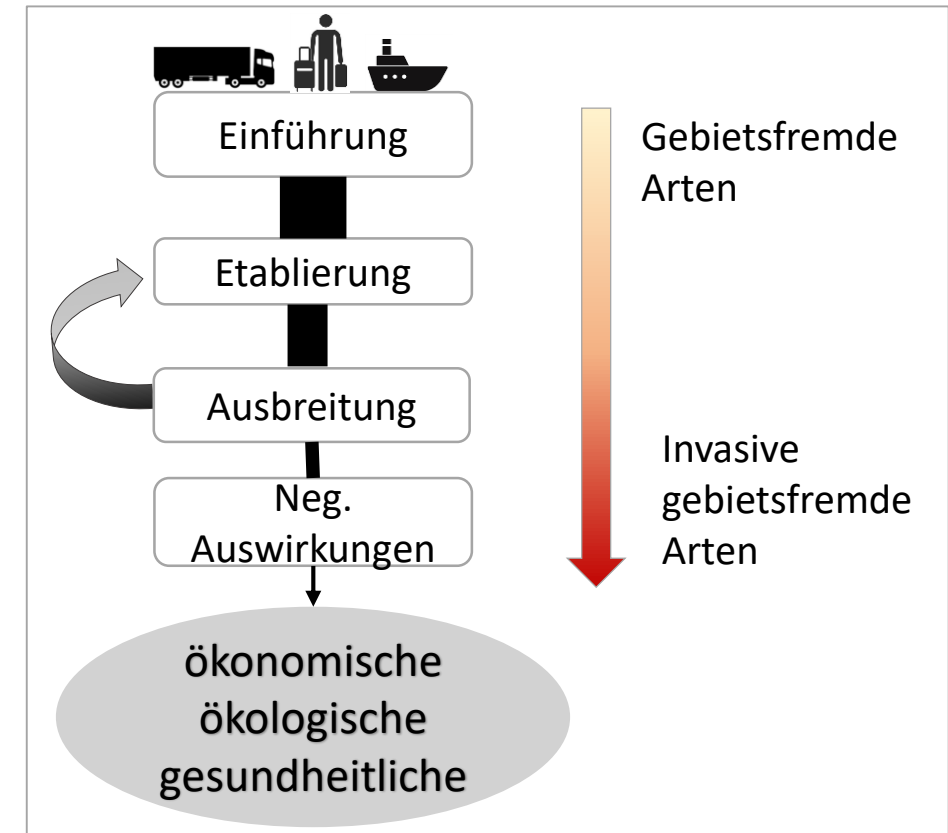 Einführung
Gebietsfremde
Arten
Etablierung
Ausbreitung
Invasive
gebietsfremde
Arten
Neg.
Auswirkungen
ökonomische
ökologische
gesundheitliche